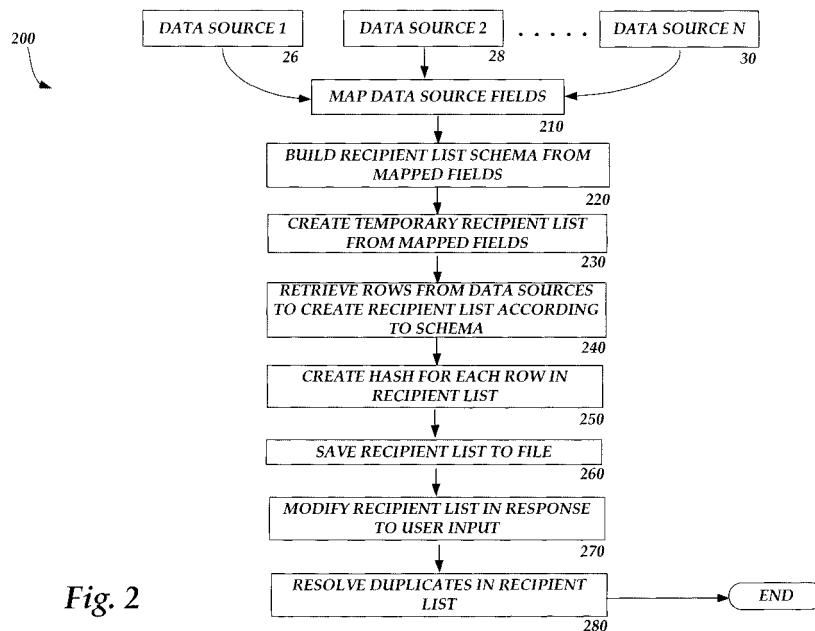 200
DATA SOURCE 1
26
DATA SOURCE 2
28
. . . . .
DATA SOURCE N
30
MAP DATA SOURCE FIELDS
210
BUILD RECIPIENT LIST SCHEMA FROM
MAPPED FIELDS
220
CREATE TEMPORARY RECIPIENT LIST
FROM MAPPED FIELDS
230
RETRIEVE ROWS FROM DATA SOURCES
TO CREATE RECIPIENT LIST ACCORDING
TO SCHEMA
240
CREATE HASH FOR EACH ROW IN
RECIPIENT LIST
250
SAVE RECIPIENT LIST TO FILE
260
MODIFY RECIPIENT LIST IN RESPONSE
TO USER INPUT
270
RESOLVE DUPLICATES IN RECIPIENT
LIST
280
END
Fig. 2